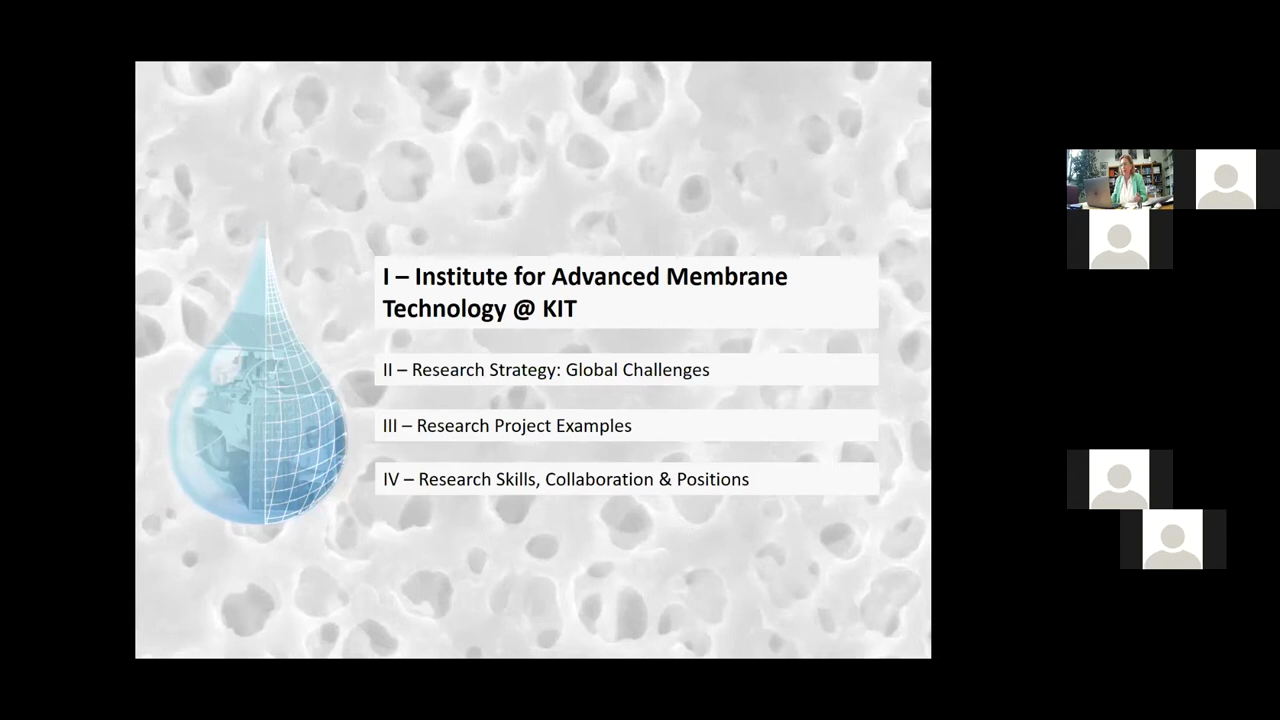 I – Institute for Advanced Membrane
Technology @ KIT
II – Research Strategy: Global Challenges
III – Research Project Examples
IV – Research Skills, Collaboration & Positions